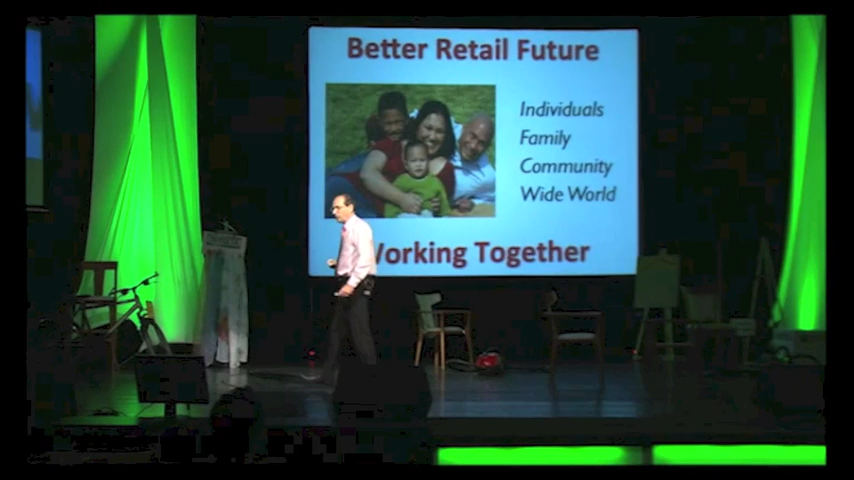 Better Retail Future
Individuals
Family
Community
Wide World
Working Together